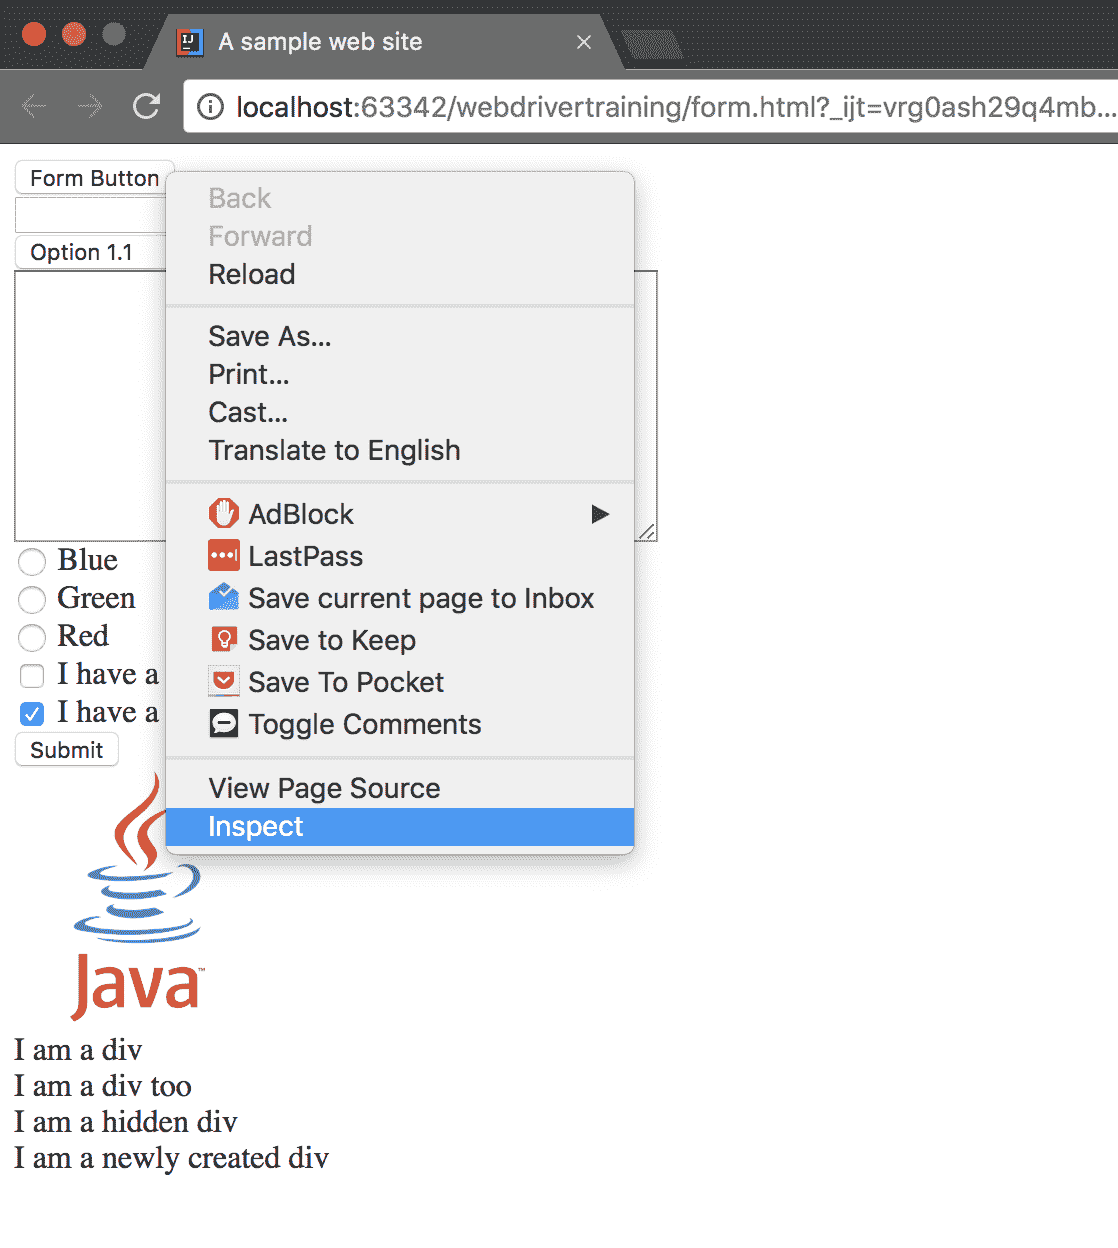 A sample web site
localhost:63342/webdrivertraining/form.html?_ijt=vrg0ash29q4mb...
Form Button
Option 1.1
Back
Forward
Reload
Save As...
Print...
Cast...
Translate to English
AdBlock
LastPass
Save current page to Inbox
Save to Keep
Save To Pocket
Toggle Comments
View Page Source
Inspect
Blue
Green
Red
I have a
I have a
Submit
Java™
I am a div
I am a div too
I am a hidden div
I am a newly created div